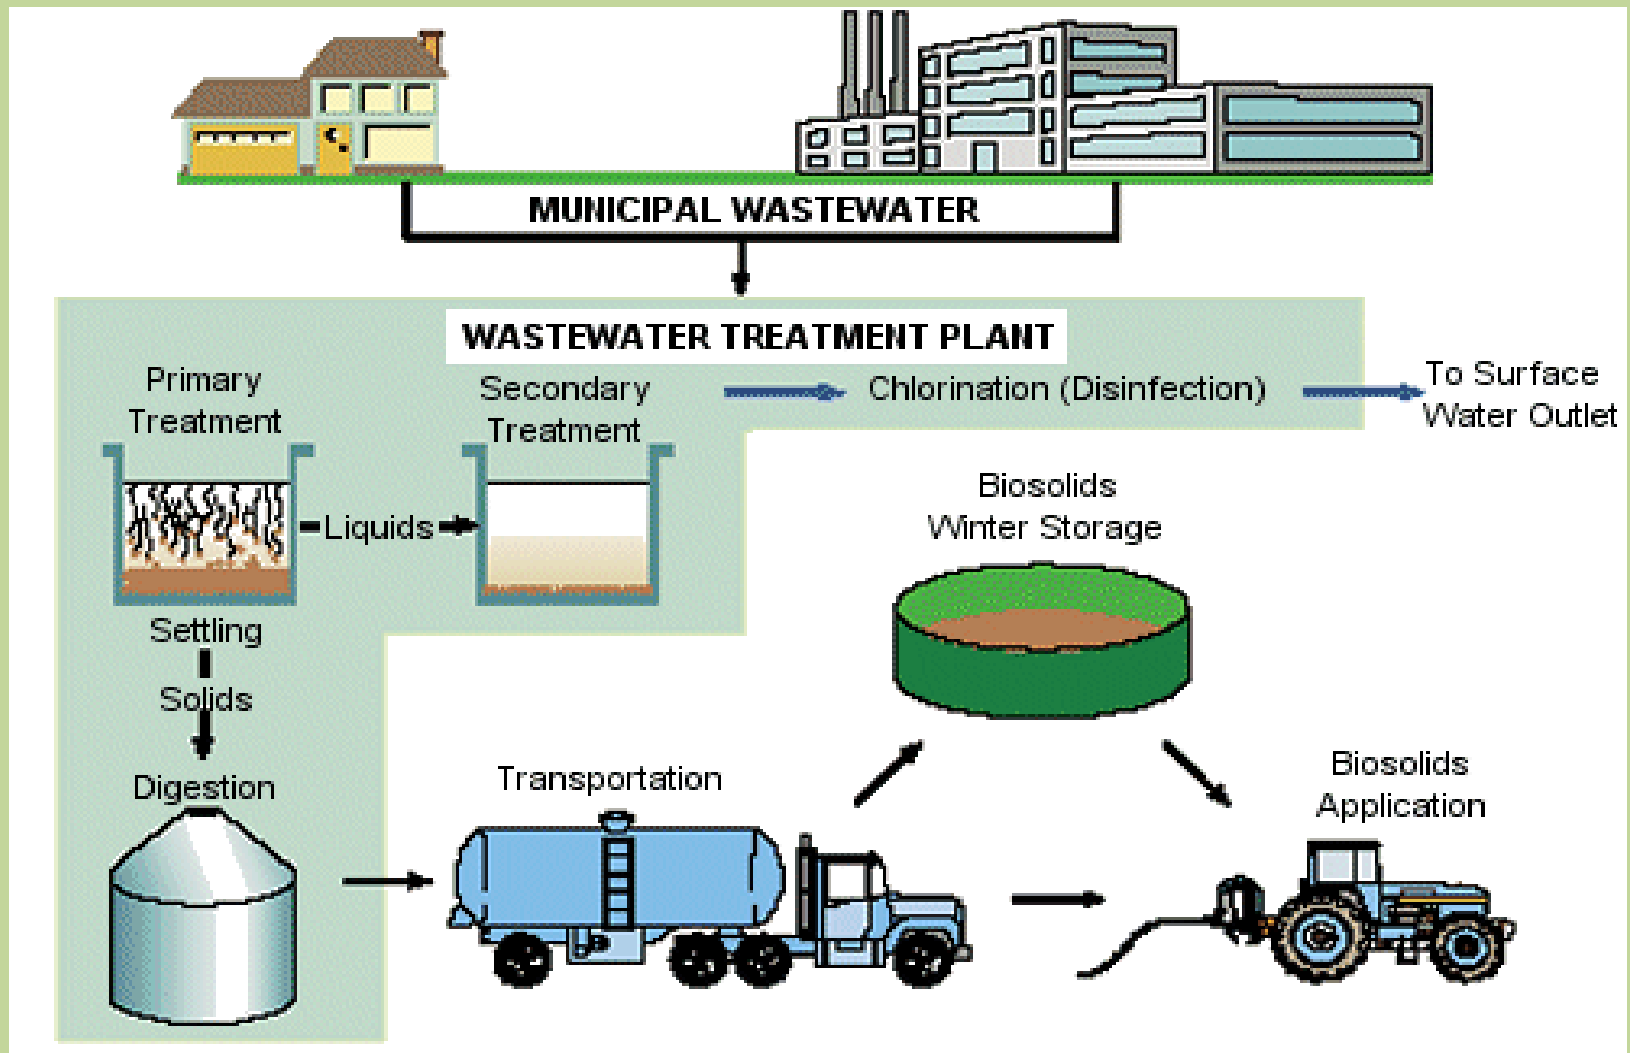 MUNICIPAL WASTEWATER
WASTEWATER TREATMENT PLANT
Primary
Treatment
Secondary
Treatment
Chlorination (Disinfection)
To Surface
Water Outlet
Liquids
Settling
Solids
Digestion
Transportation
Biosolids
Winter Storage
Biosolids
Application